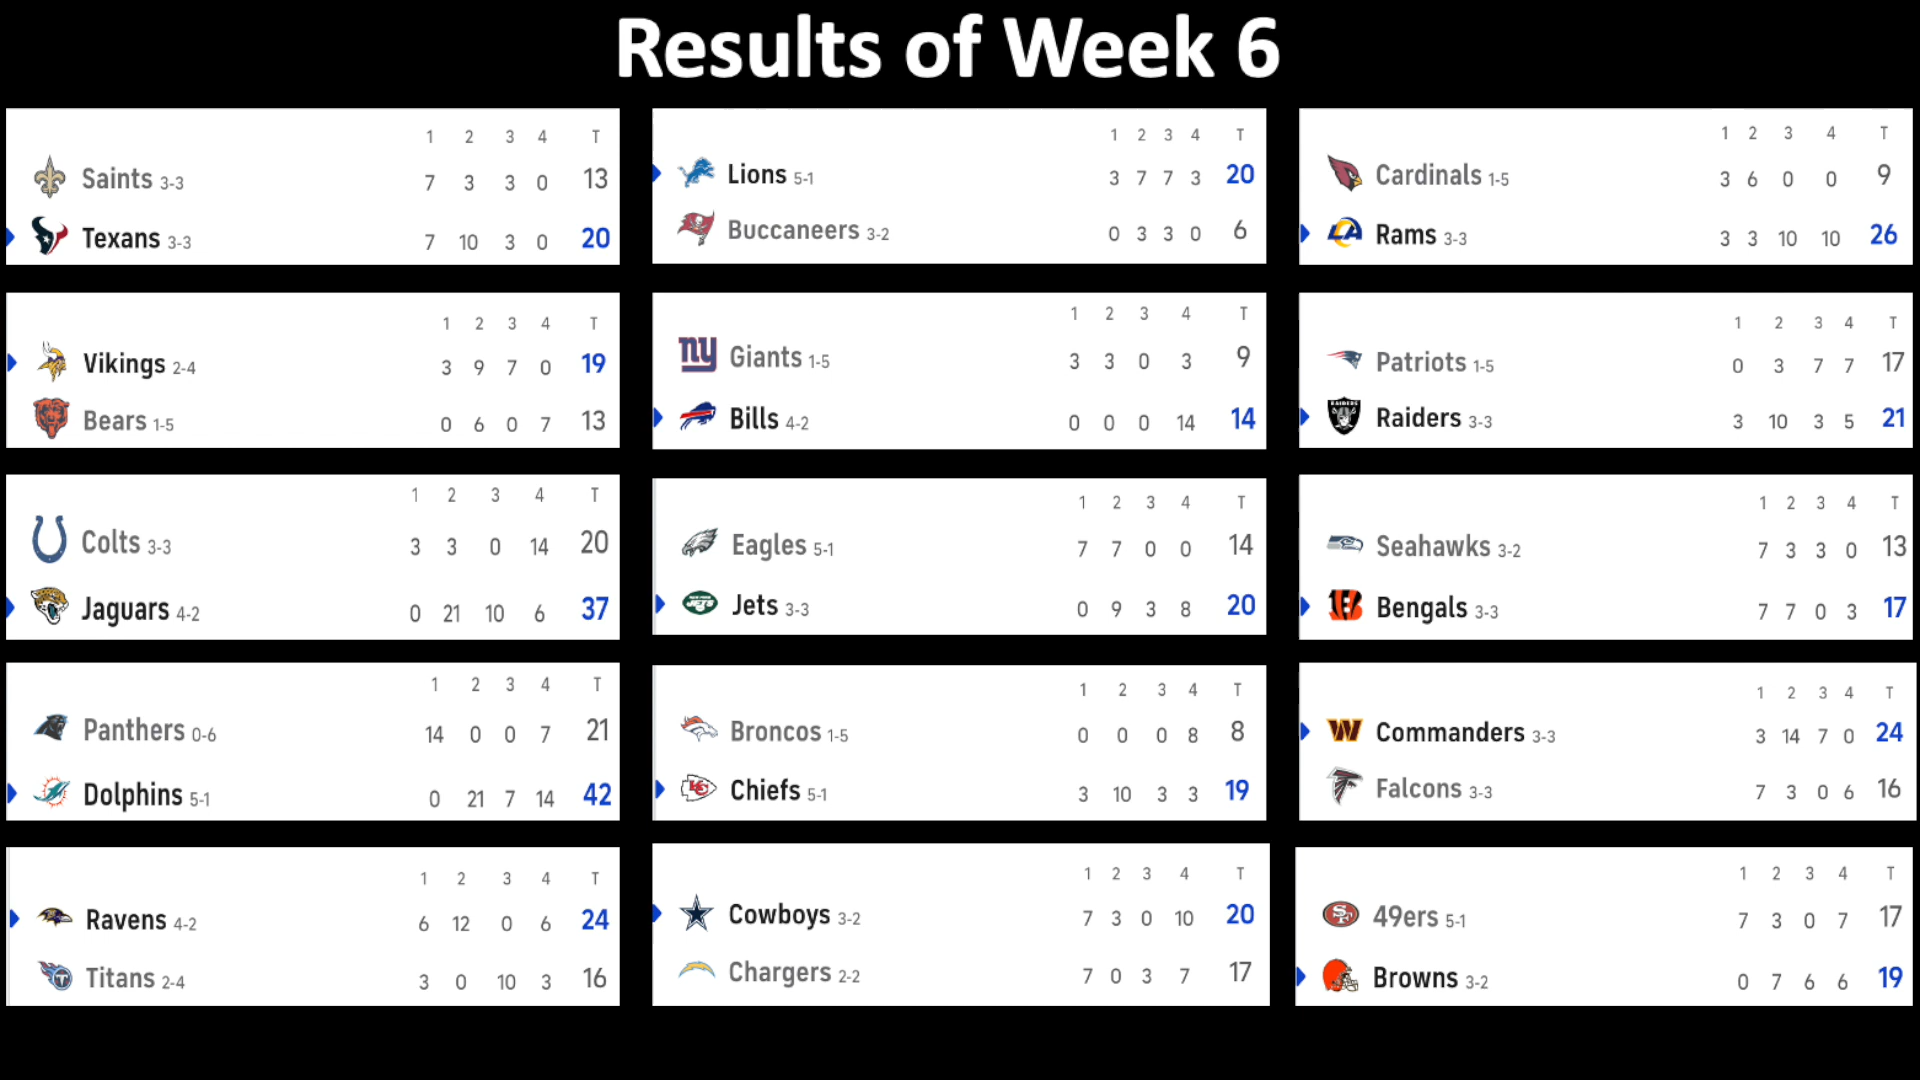 Results of Week 6
1 2 3 4 T
Saints 3-3 7 3 3 0 13
Texans 3-3 7 10 3 0 20
1 2 3 4 T
Lions 5-1 3 7 7 3 20
Buccaneers 3-2 0 3 3 0 6
1 2 3 4 T
Cardinals 1-5 3 6 0 0 9
Rams 3-3 3 3 10 10 26
1 2 3 4 T
Vikings 2-4 3 9 7 0 19
Bears 1-5 0 6 0 7 13
1 2 3 4 T
ny Giants 1-5 3 3 0 3 9
Bills 4-2 0 0 0 14 14
1 2 3 4 T
Patriots 1-5 0 3 7 7 17
RAIDERS Raiders 3-3 3 10 3 5 21
1 2 3 4 T
Colts 3-3 3 3 0 14 20
Jaguars 4-2 0 21 10 6 37
1 2 3 4 T
Eagles 5-1 7 7 0 0 14
JETS Jets 3-3 0 9 3 8 20
1 2 3 4 T
Seahawks 3-2 7 3 3 0 13
B Bengals 3-3 7 7 0 3 17
1 2 3 4 T
Panthers 0-6 14 0 0 7 21
Dolphins 5-1 0 21 7 14 42
1 2 3 4 T
Broncos 1-5 0 0 0 8 8
KC Chiefs 5-1 3 10 3 3 19
1 2 3 4 T
W Commanders 3-3 3 14 7 0 24
Falcons 3-3 7 3 0 6 16
1 2 3 4 T
Ravens 4-2 6 12 0 6 24
T Titans 2-4 3 0 10 3 16
1 2 3 4 T
Cowboys 3-2 7 3 0 10 20
Chargers 2-2 7 0 3 7 17
1 2 3 4 T
SF 49ers 5-1 7 3 0 7 17
Browns 3-2 0 7 6 6 19